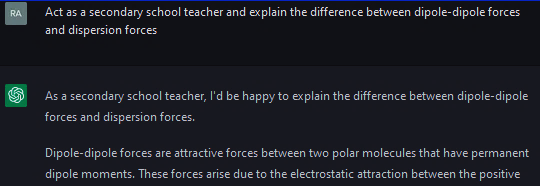 RA
Act as a secondary school teacher and explain the difference between dipole-dipole forces
and dispersion forces
As a secondary school teacher, I'd be happy to explain the difference between dipole-dipole
forces and dispersion forces.
Dipole-dipole forces are attractive forces between two polar molecules that have permanent
dipole moments. These forces arise due to the electrostatic attraction between the positive